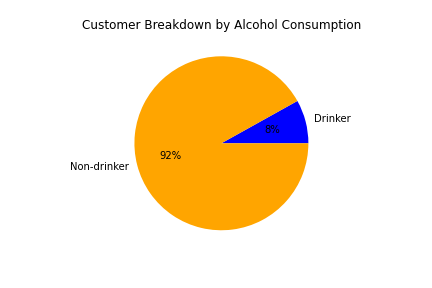 Customer Breakdown by Alcohol Consumption
Drinker
8%
92%
Non-drinker